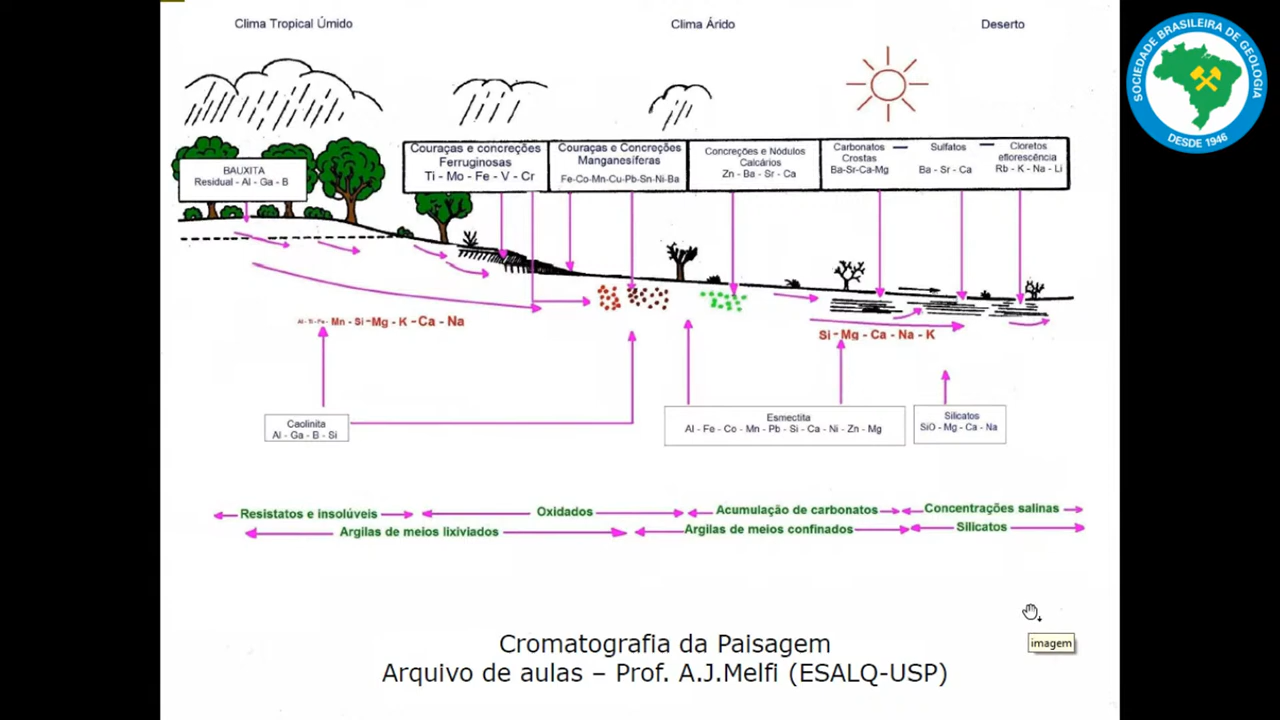 Clima Tropical Úmido
Clima Árido
Deserto
SOCIEDADE BRASILEIRA DE GEOLOGIA
DESDE 1946
BAUXITA
Residual - Al - Ga - B
Couraças e concreções
Ferruginosas
Ti - Mo - Fe - V - Cr
Couraças e Concreções
Manganesíferas
Fe-Co-Mn-Cu-Pb-Sn-Ni-Ba
Concreções e Nódulos
Calcários
Zn - Ba - Sr - Ca
Carbonatos
Crostas
Ba-Sr-Ca-Mg
Sulfatos
Ba - Sr - Ca
Cloretos
eflorescência
Rb - K - Na - Li
Al - Si - Fe - Mn - Si -Mg - K -Ca - Na
Si - Mg - Ca - Na - K
Caolinita
Al - Ga - B - Si
Esmectita
Al - Fe - Co - Mn - Pb - Si - Ca - Ni - Zn - Mg
Silicatos
SiO - Mg - Ca - Na
Resistatos e insolúveis
Oxidados
Acumulação de carbonatos
Concentrações salinas
Argilas de meios lixiviados
Argilas de meios confinados
Silicatos
imagem
Cromatografia da Paisagem
Arquivo de aulas – Prof. A.J.Melfi (ESALQ-USP)